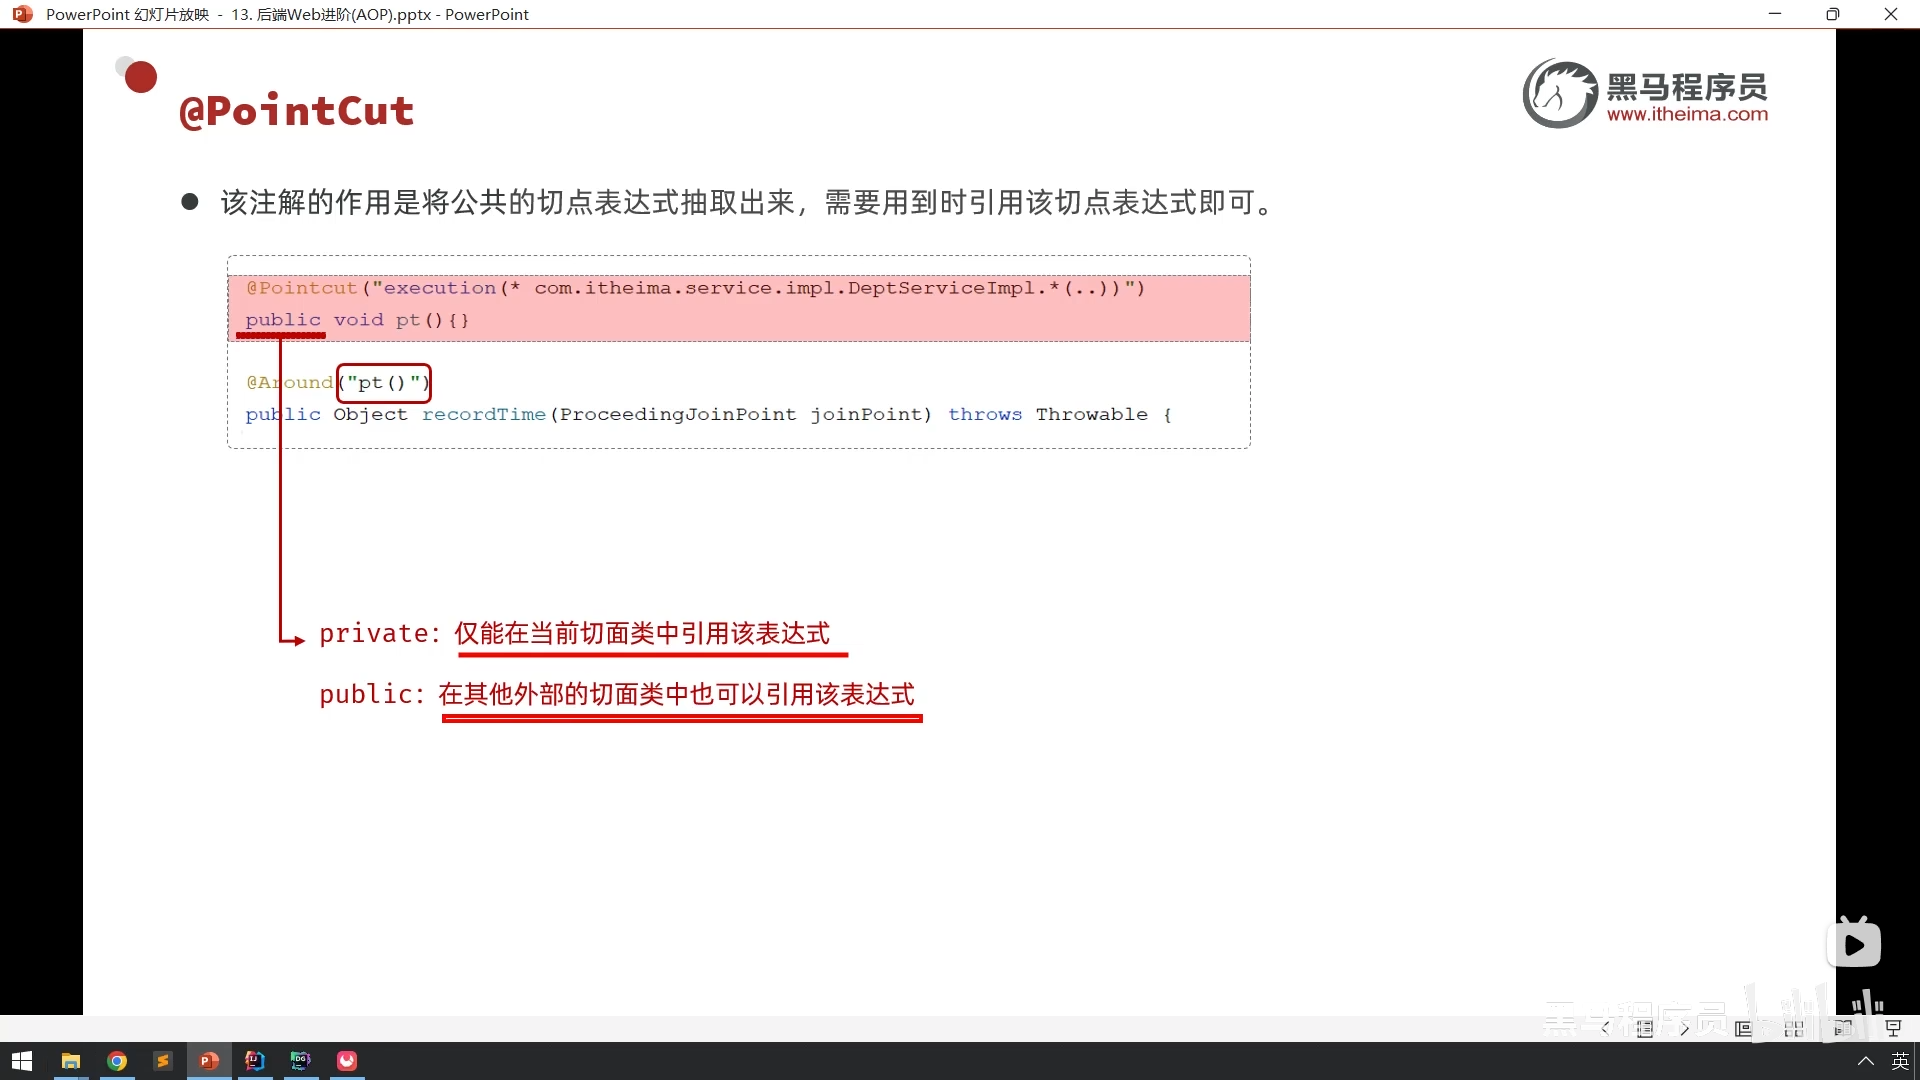 PowerPoint 幻灯片放映 - 13. 后端Web进阶(AOP).pptx - PowerPoint
@PointCut
黑马程序员
www.itheima.com
该注解的作用是将公共的切点表达式抽取出来，需要用到时引用该切点表达式即可。
@Pointcut("execution(* com.itheima.service.impl.DeptServiceImpl.*(..))")
public void pt(){}
@Around("pt()")
public Object recordTime(ProceedingJoinPoint joinPoint) throws Throwable {
private：仅能在当前切面类中引用该表达式
public：在其他外部的切面类中也可以引用该表达式
黑马程序员
英